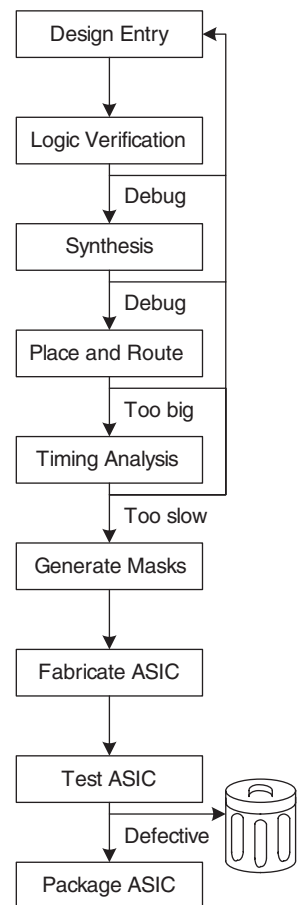 Design Entry
Logic Verification
Debug
Synthesis
Debug
Place and Route
Too big
Timing Analysis
Too slow
Generate Masks
Fabricate ASIC
Test ASIC
Defective
Package ASIC